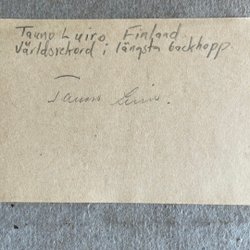 Tauno Luiro, Finland
Världsrekord i längsta backhopp.
Tauno Luiro.